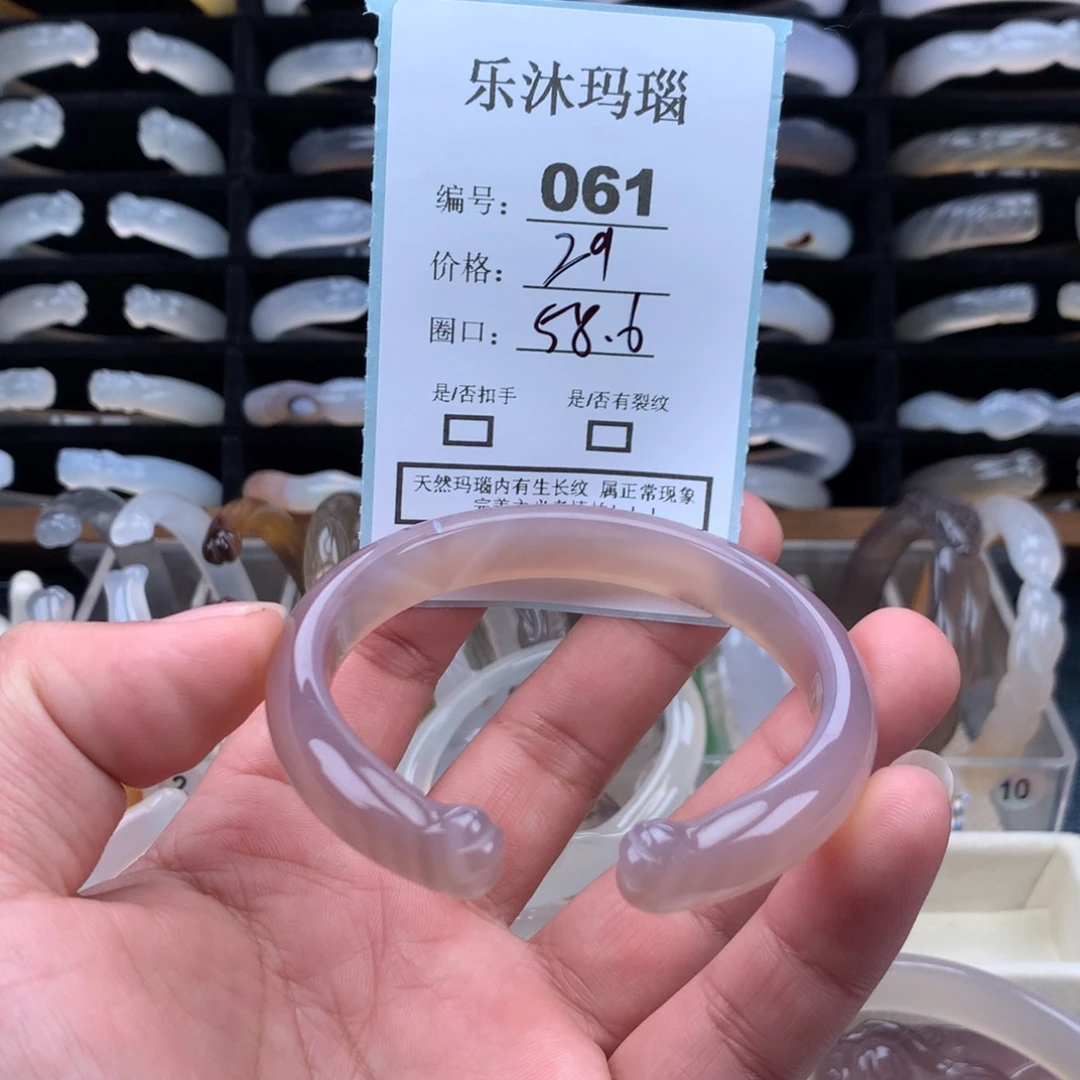 乐沐玛瑙
编号：061
价格：29
圈口：58.6
是/否扣手 是/否有裂纹
天然玛瑙内有生长纹 属正常现象
2
10